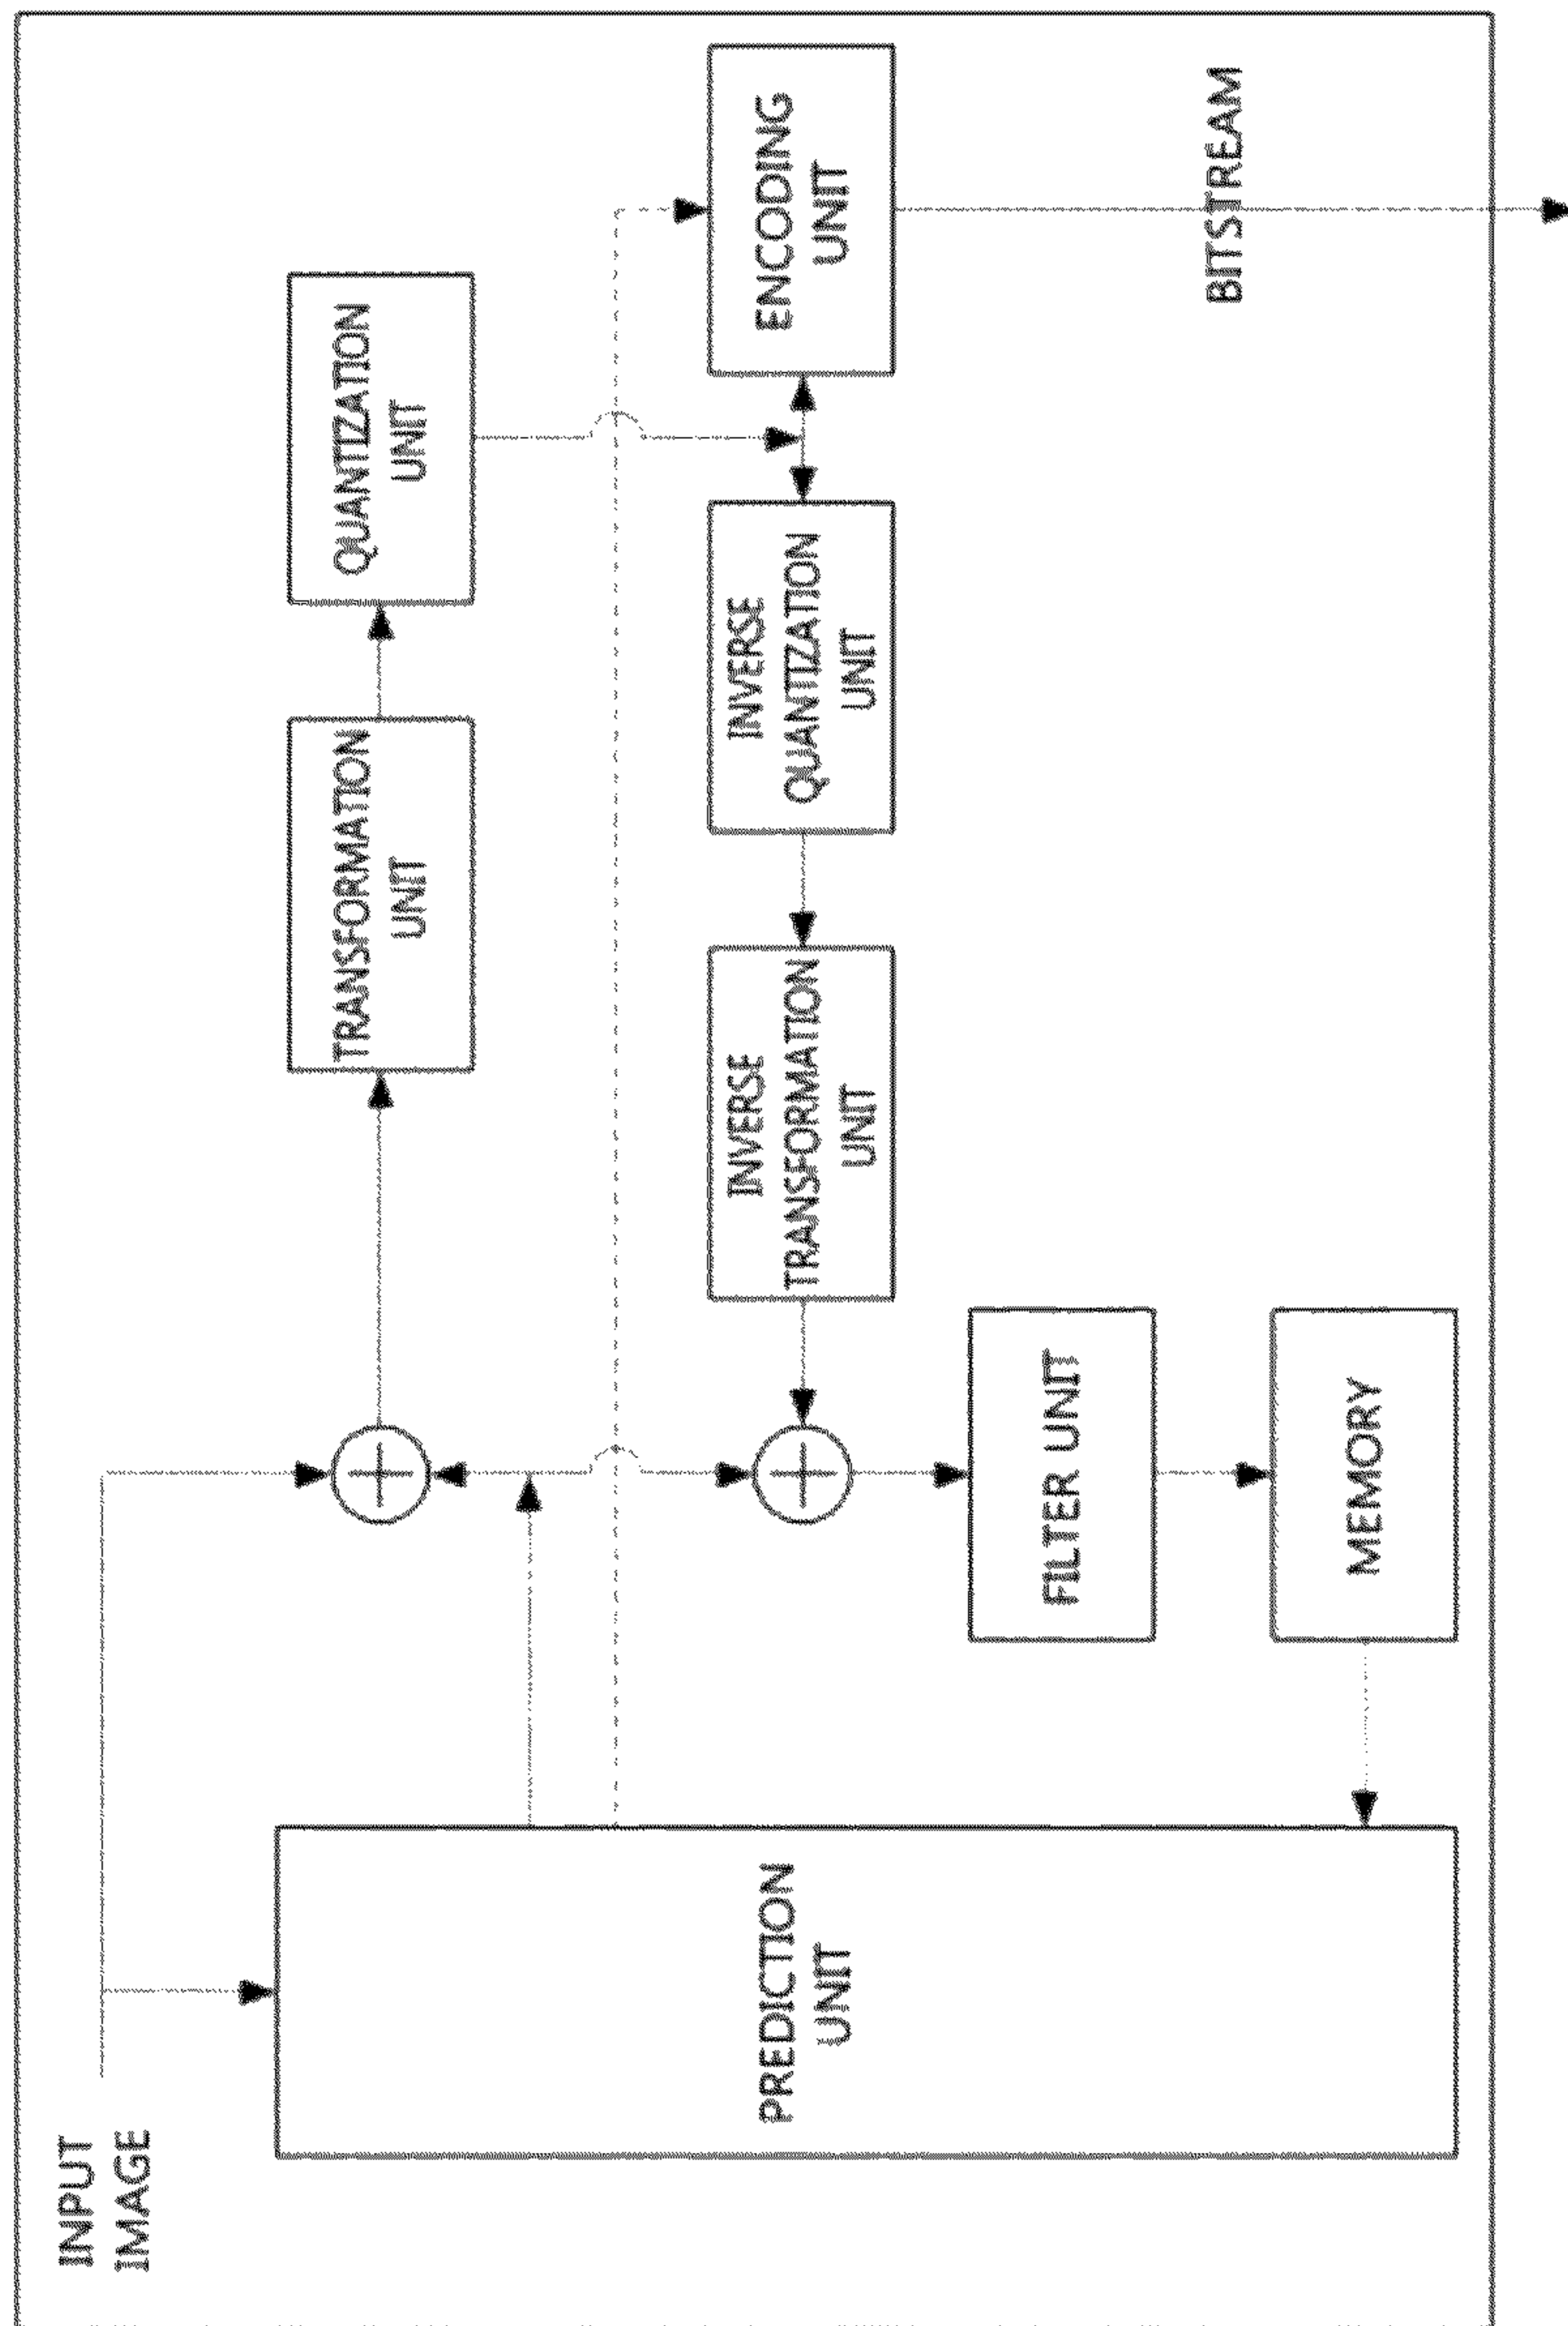 INPUT
IMAGE
TRANSFORMATION
UNIT
QUANTIZATION
UNIT
PREDICTION
UNIT
INVERSE
TRANSFORMATION
UNIT
INVERSE
QUANTIZATION
UNIT
ENCODING
UNIT
FILTER UNIT
BITSTREAM
MEMORY